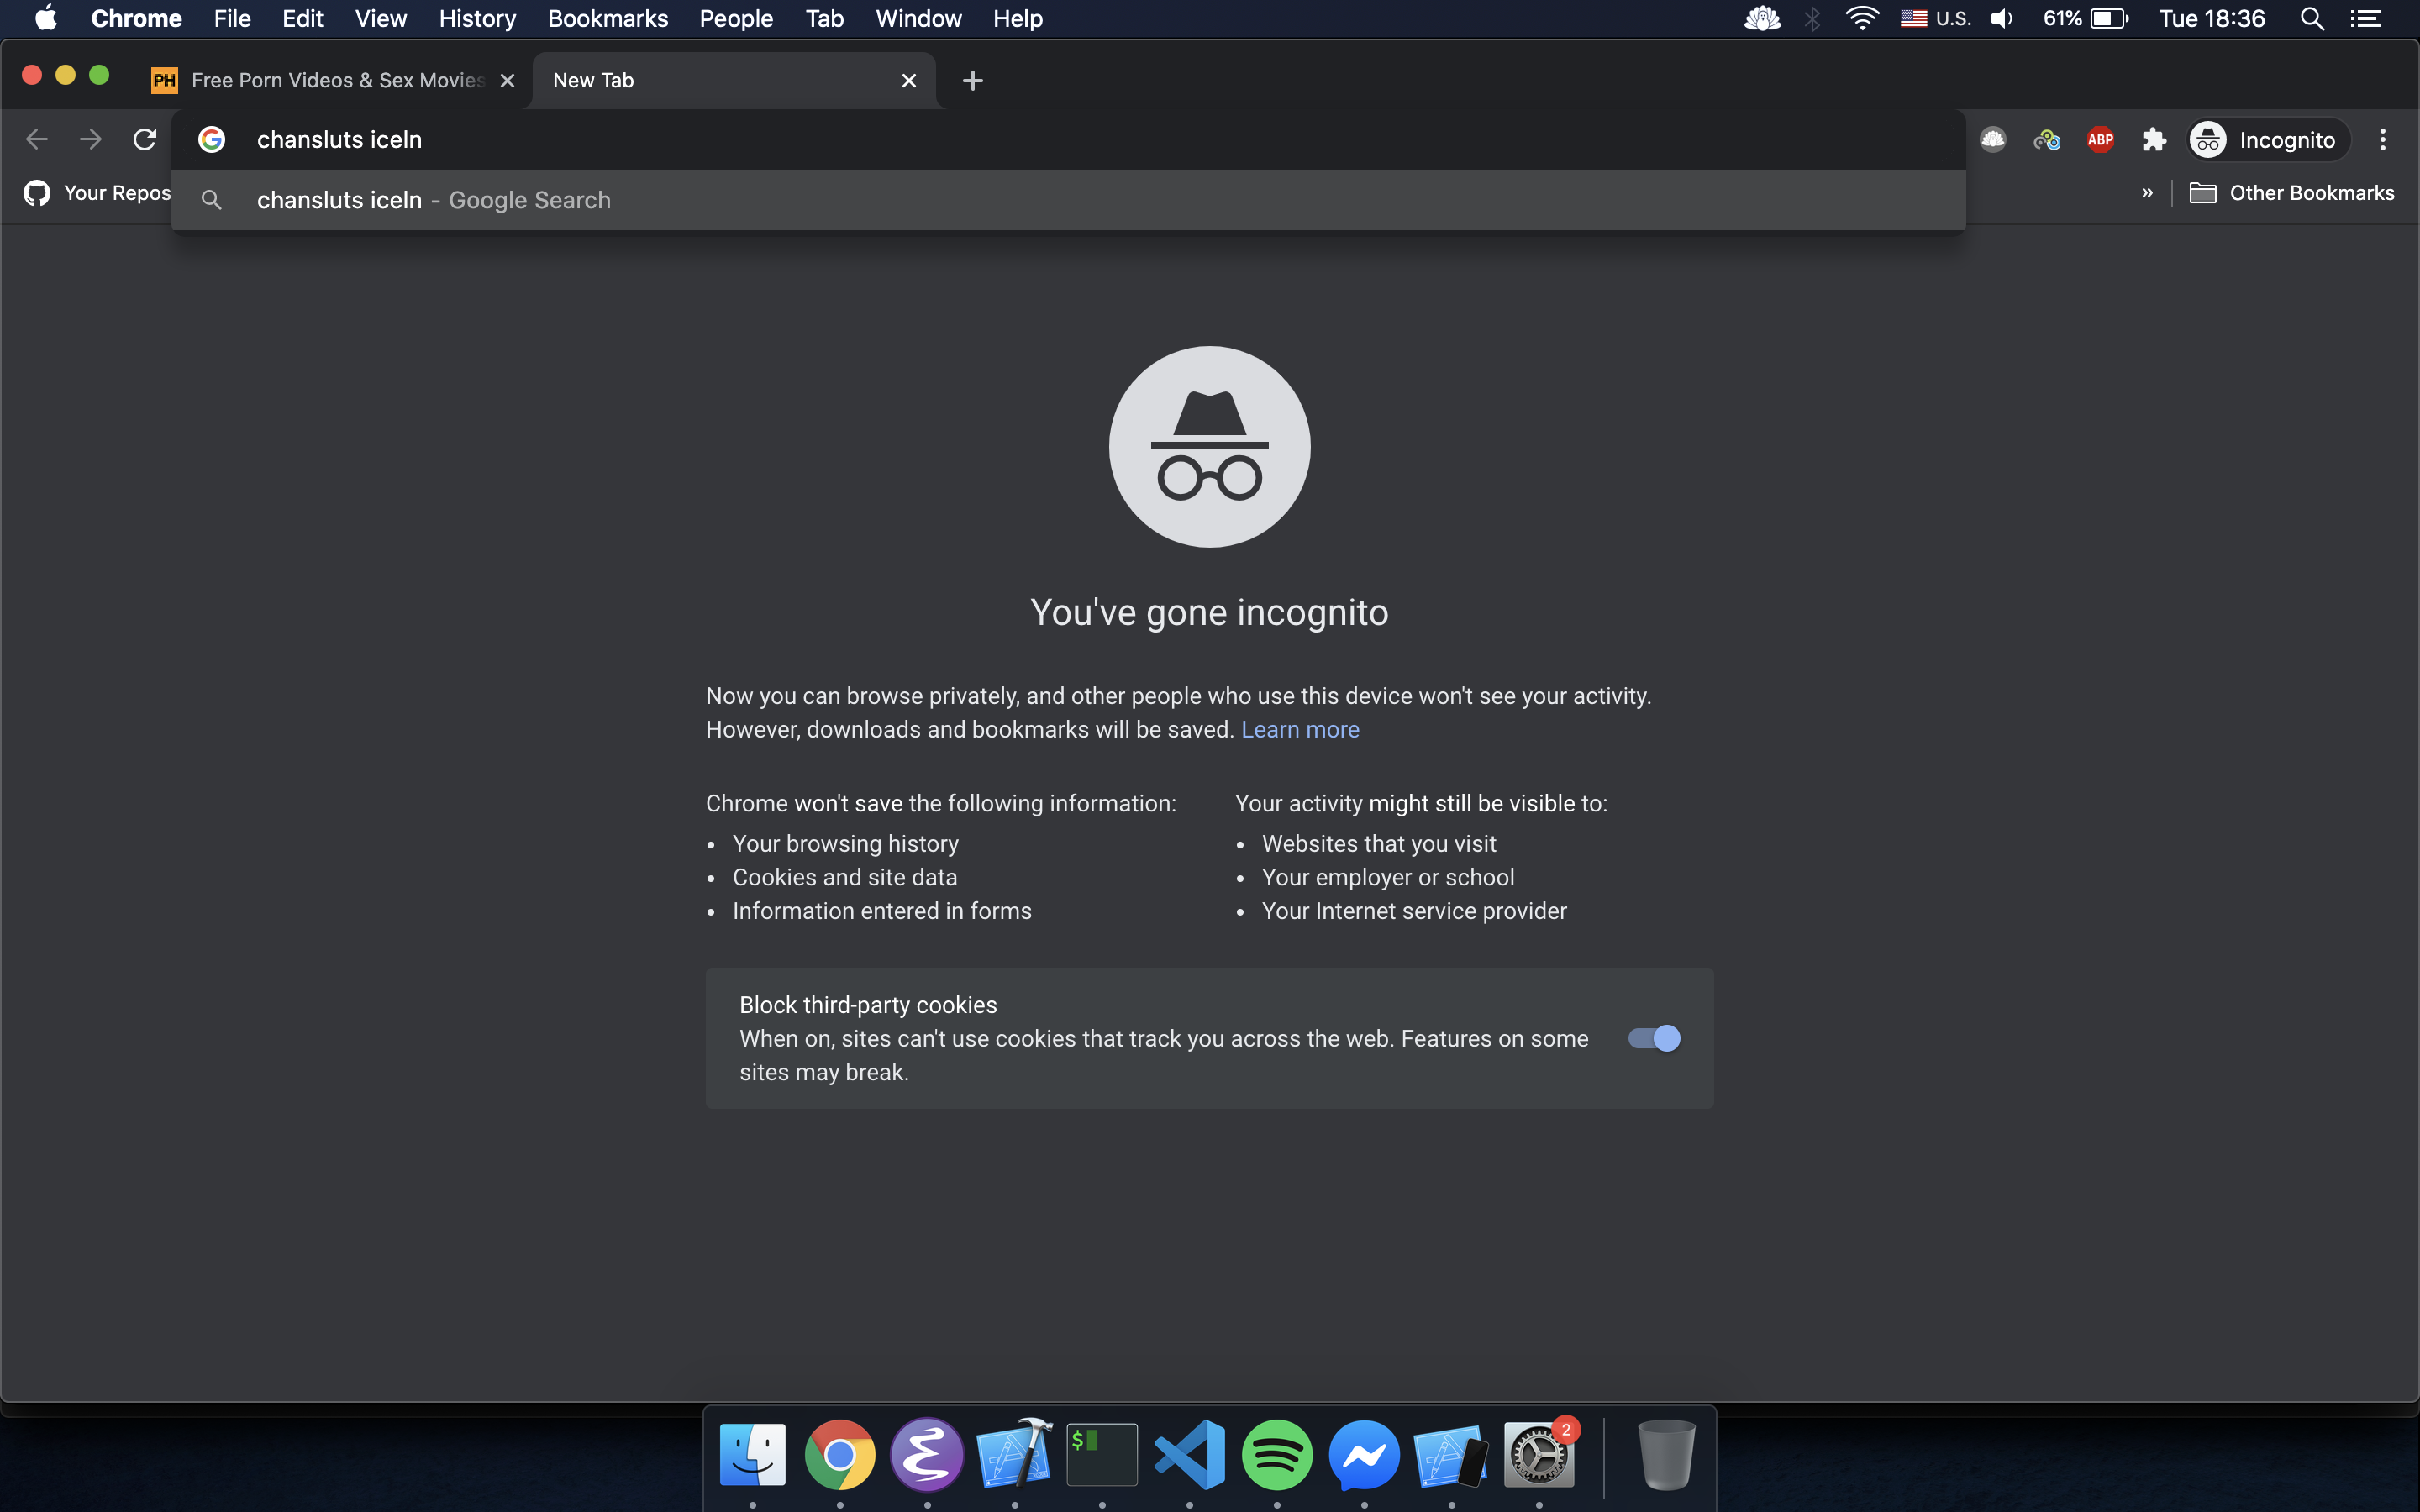 Chrome File Edit View History Bookmarks People Tab Window Help U.S. 61% Tue 18:36
PH Free Porn Videos & Sex Movies New Tab
chansluts iceln ABP Incognito
Your Repos Other Bookmarks
chansluts iceln - Google Search
You've gone incognito
Now you can browse privately, and other people who use this device won't see your activity.
However, downloads and bookmarks will be saved. Learn more
Chrome won't save the following information:
• Your browsing history
• Cookies and site data
• Information entered in forms
Your activity might still be visible to:
• Websites that you visit
• Your employer or school
• Your Internet service provider
Block third-party cookies
When on, sites can't use cookies that track you across the web. Features on some
sites may break.
$
2